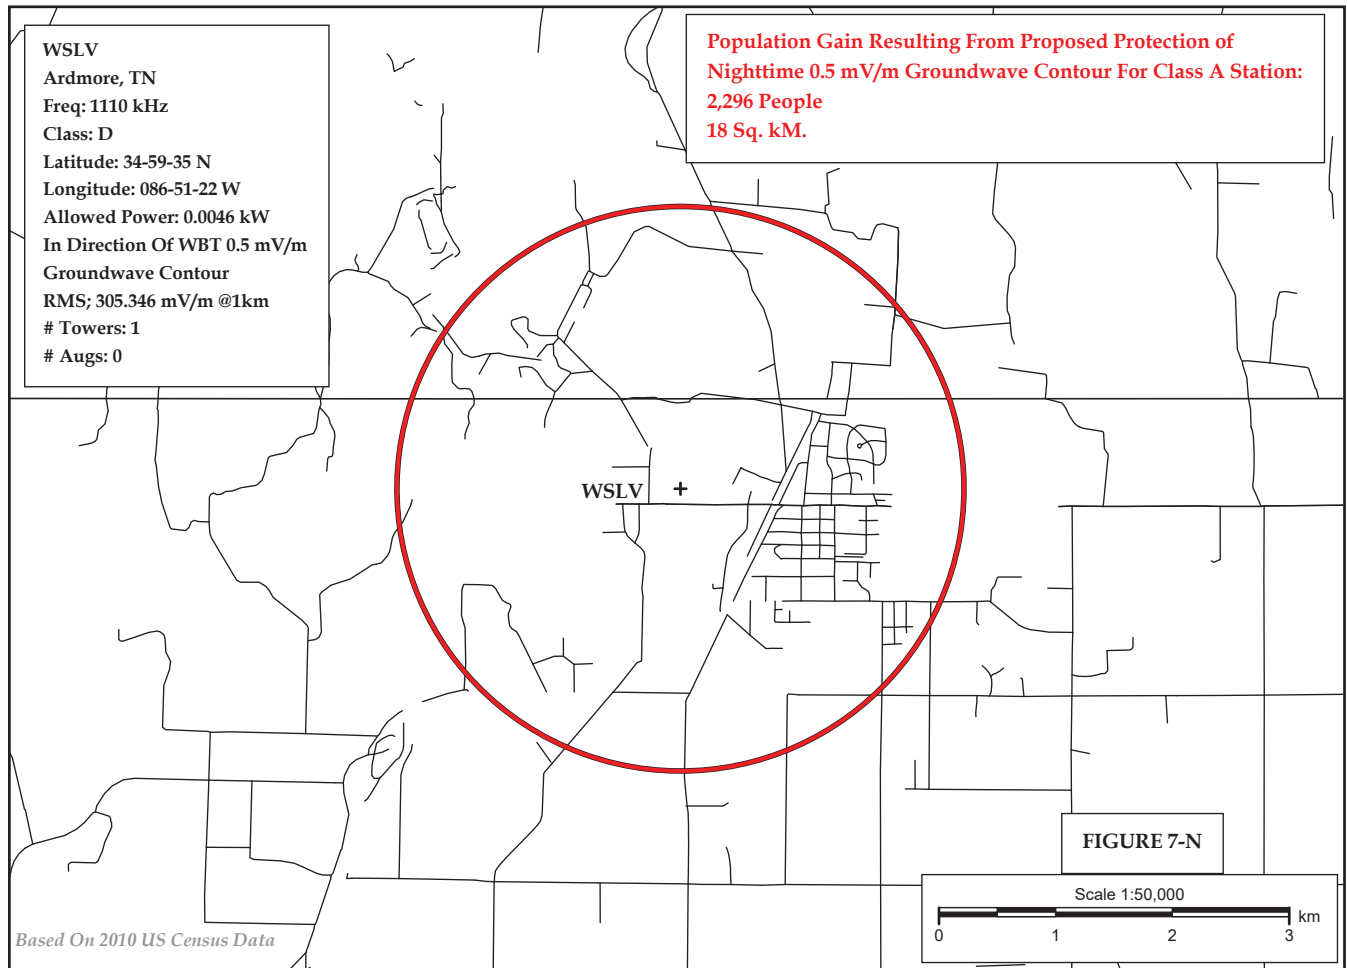 WSLV
Ardmore, TN
Freq: 1110 kHz
Class: D
Latitude: 34-59-35 N
Longitude: 086-51-22 W
Allowed Power: 0.0046 kW
In Direction Of WBT 0.5 mV/m
Groundwave Contour
RMS; 305.346 mV/m @1km
# Towers: 1
# Augs: 0
Population Gain Resulting From Proposed Protection of
Nighttime 0.5 mV/m Groundwave Contour For Class A Station:
2,296 People
18 Sq. kM.
WSLV
FIGURE 7-N
Scale 1:50,000
km
0 1 2 3
Based On 2010 US Census Data